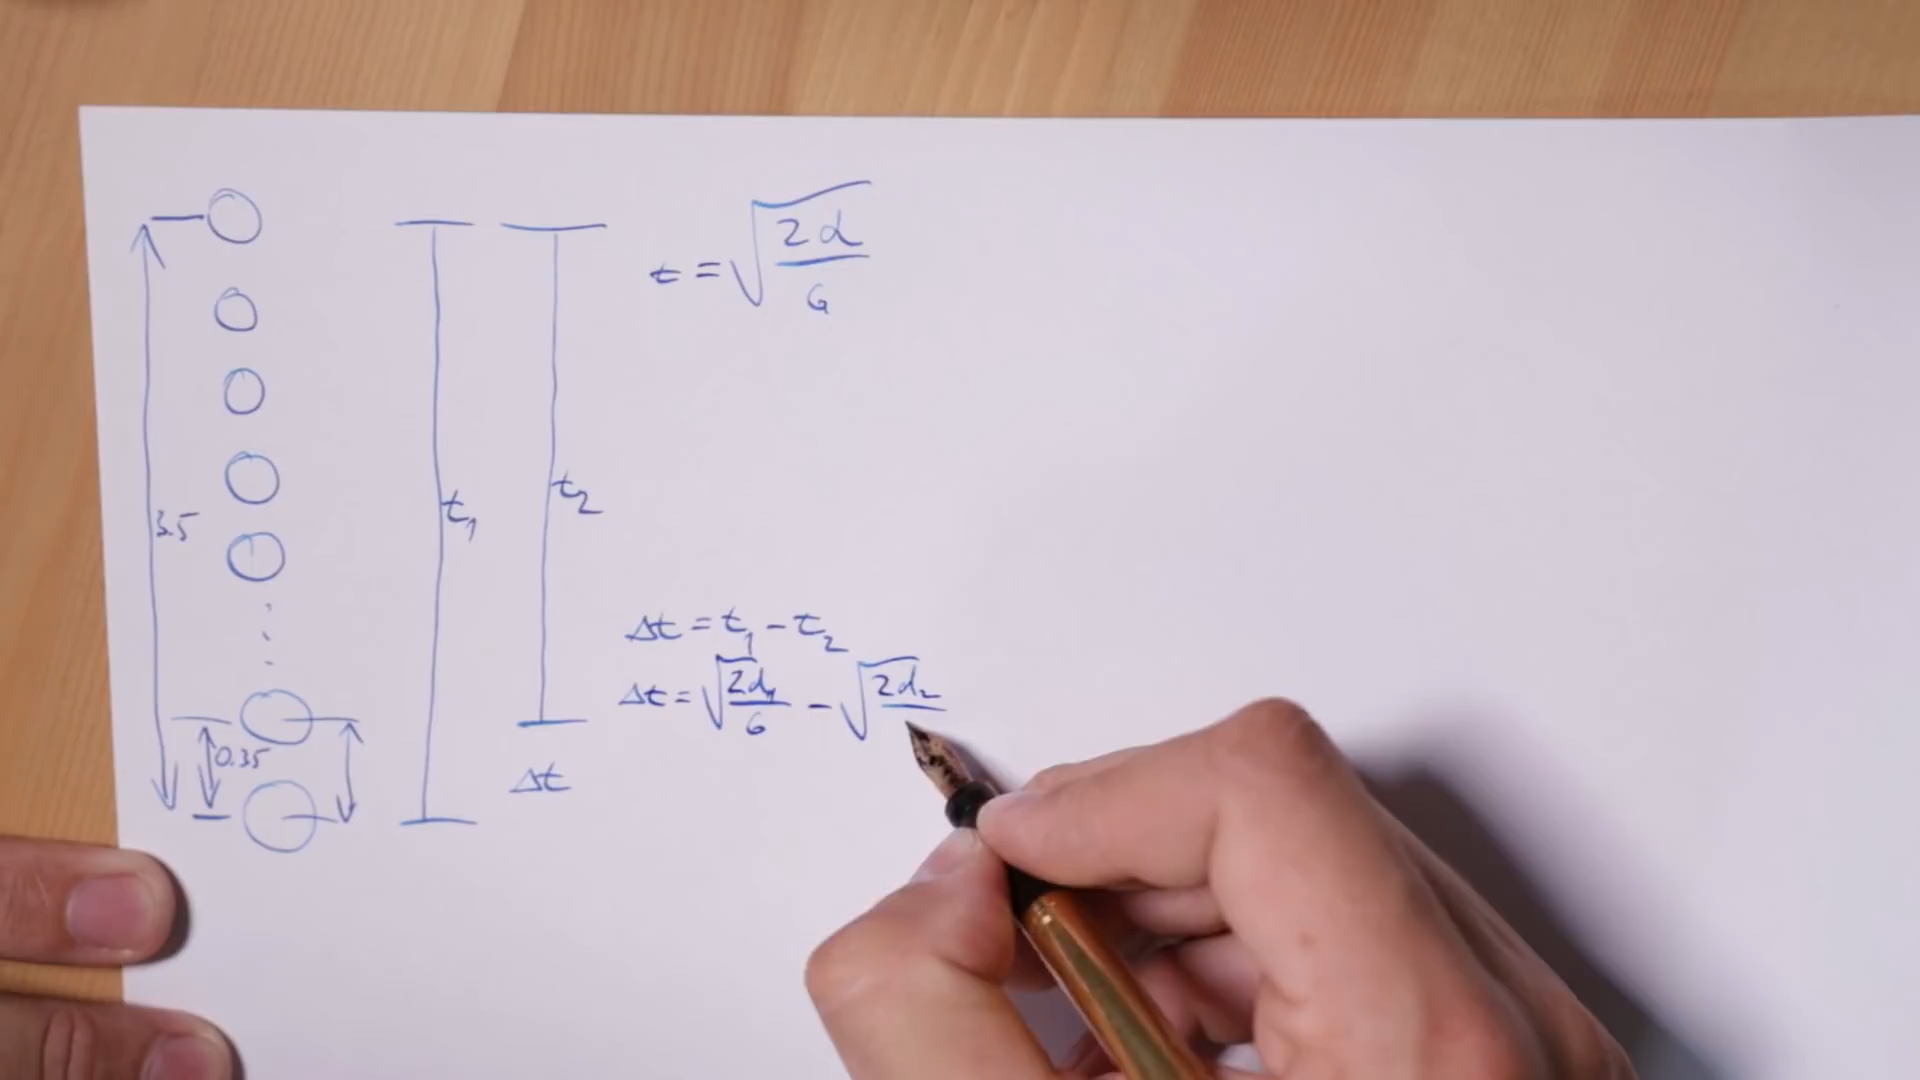 t = √(2d/G)
3.5
t₁
t₂
Δt = t₁ - t₂
Δt = √(2d₁/G) - √(2d₂/
0.35
Δt